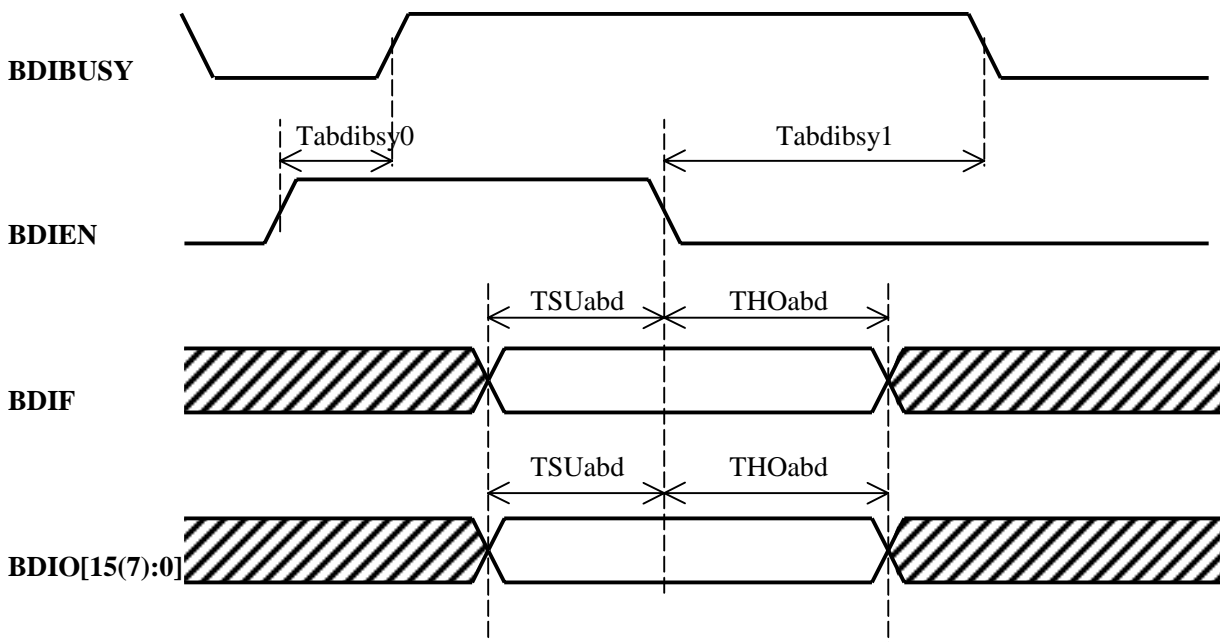 BDIBUSY
Tabdibsy0
Tabdibsy1
BDIEN
TSUabd
THOabd
BDIF
TSUabd
THOabd
BDIO[15(7):0]